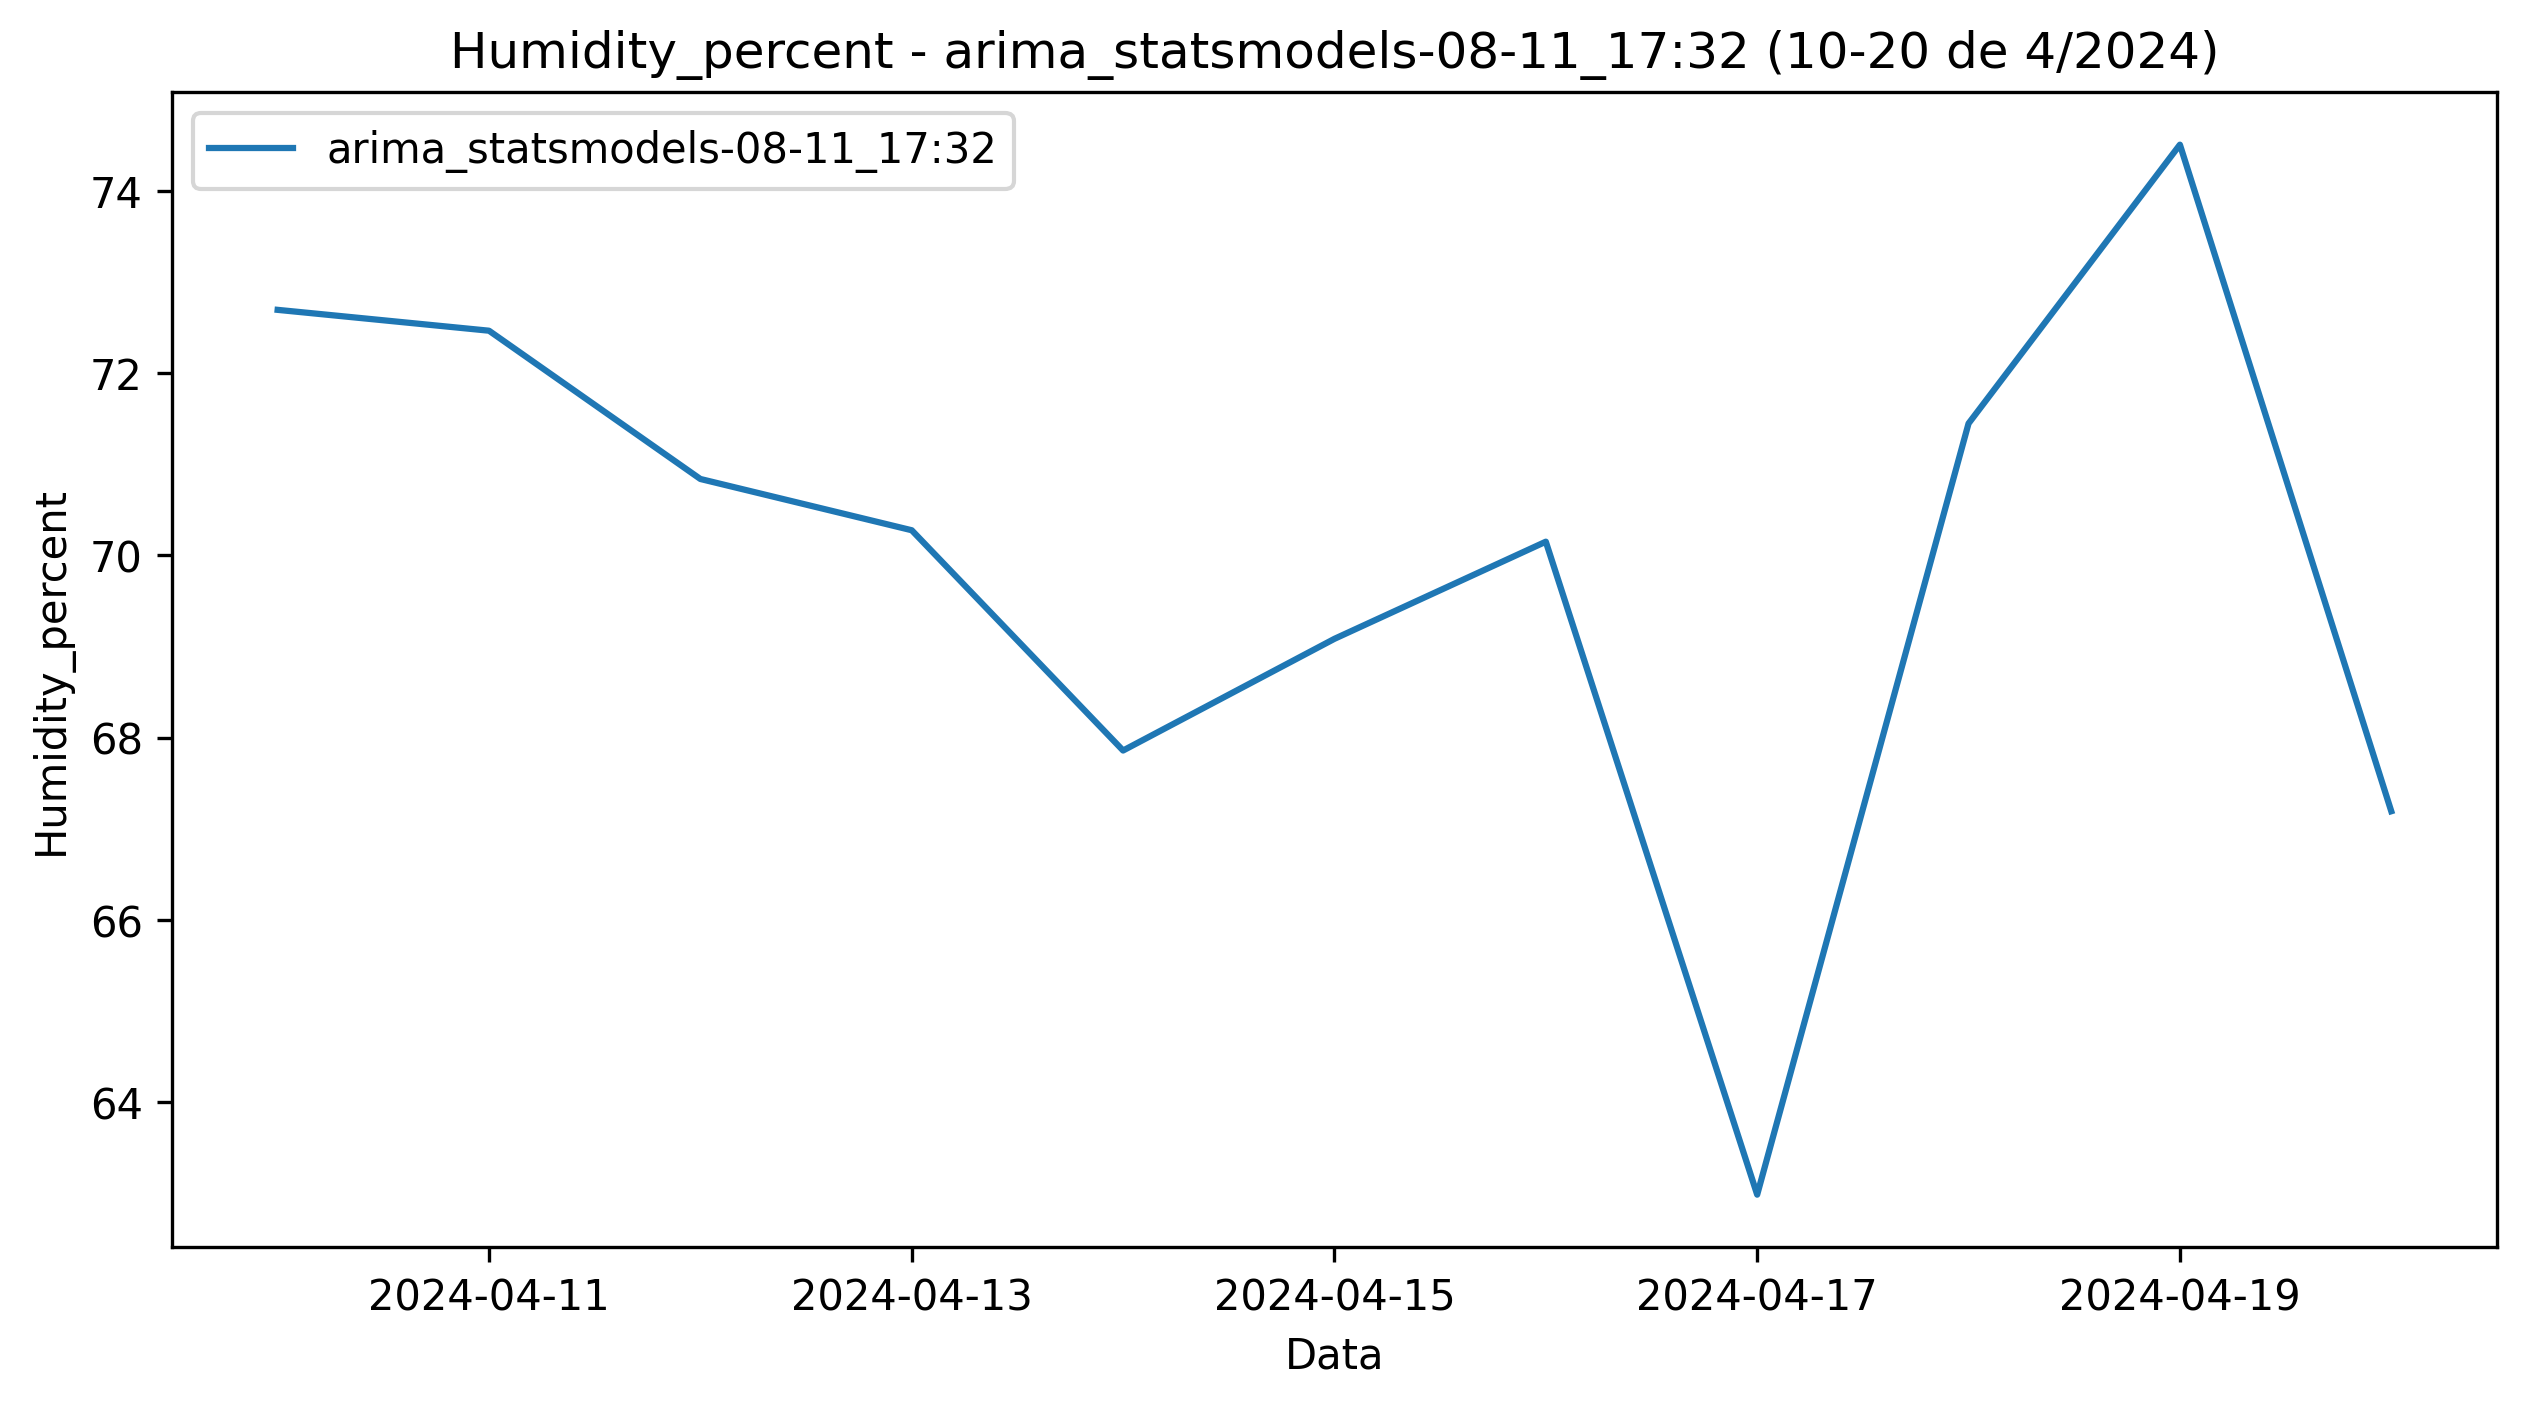 Humidity_percent - arima_statsmodels-08-11_17:32 (10-20 de 4/2024)
arima_statsmodels-08-11_17:32
74
72
70
68
66
64
Humidity_percent
2024-04-11
2024-04-13
2024-04-15
2024-04-17
2024-04-19
Data